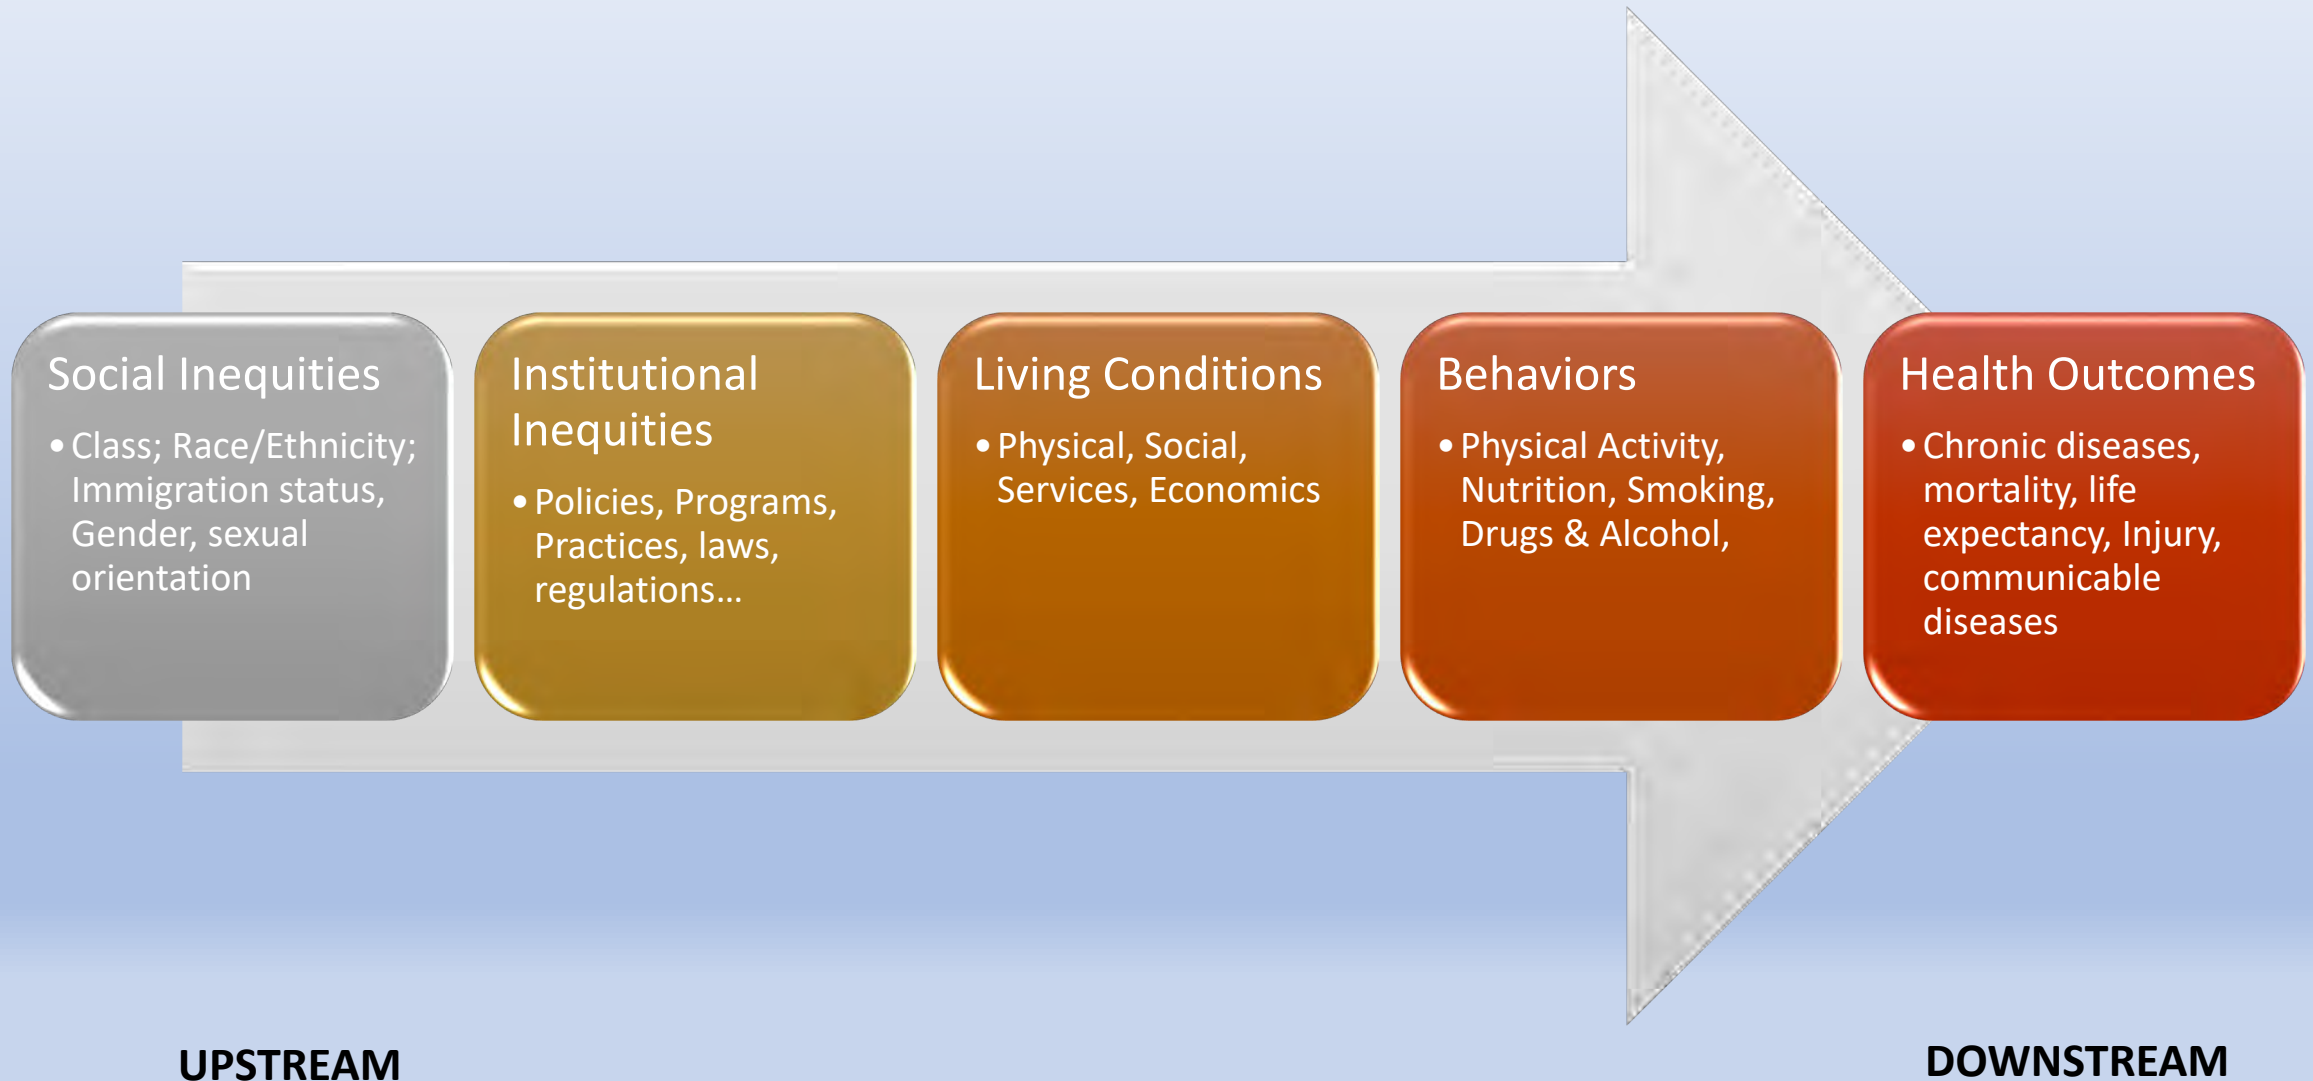 Social Inequities
• Class; Race/Ethnicity;
Immigration status,
Gender, sexual
orientation
Institutional
Inequities
• Policies, Programs,
Practices, laws,
regulations…
Living Conditions
• Physical, Social,
Services, Economics
Behaviors
• Physical Activity,
Nutrition, Smoking,
Drugs & Alcohol,
Health Outcomes
• Chronic diseases,
mortality, life
expectancy, Injury,
communicable
diseases
UPSTREAM
DOWNSTREAM